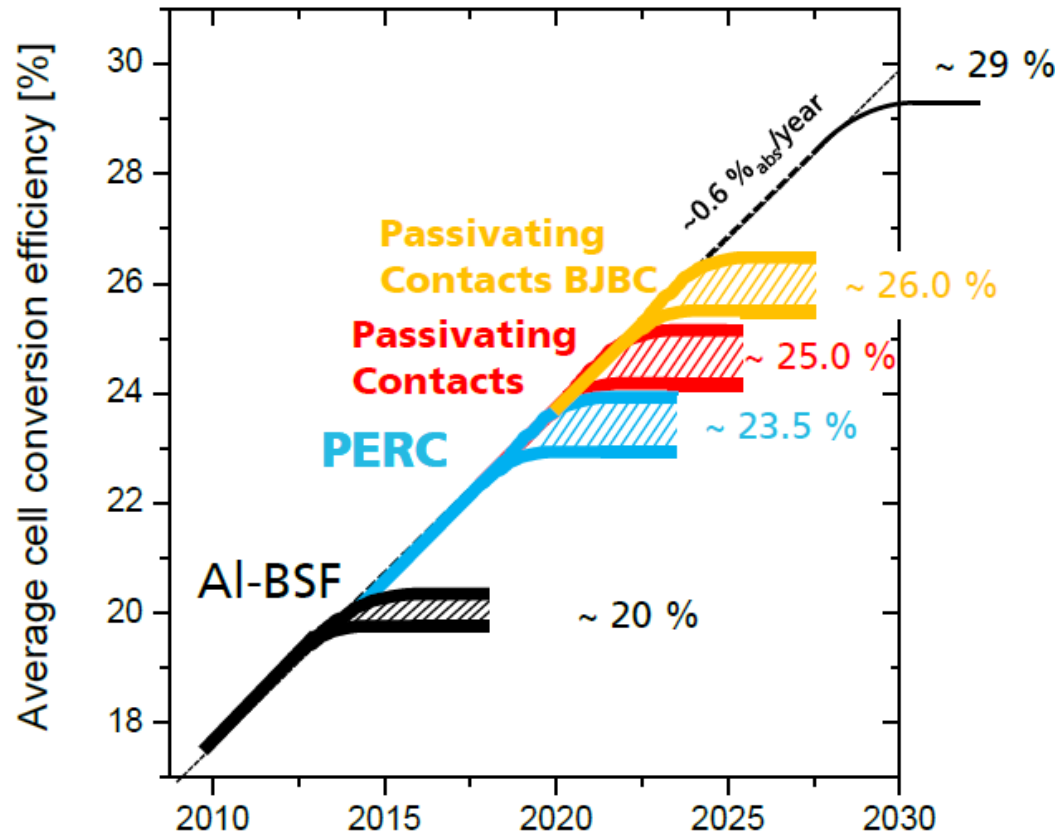 Average cell conversion efficiency [%]
30
28
26
24
22
20
18
2010
2015
2020
2025
2030
~ 29 %
~0.6 %abs/year
Passivating
Contacts BJBC
~ 26.0 %
Passivating
Contacts
~ 25.0 %
PERC
~ 23.5 %
Al-BSF
~ 20 %